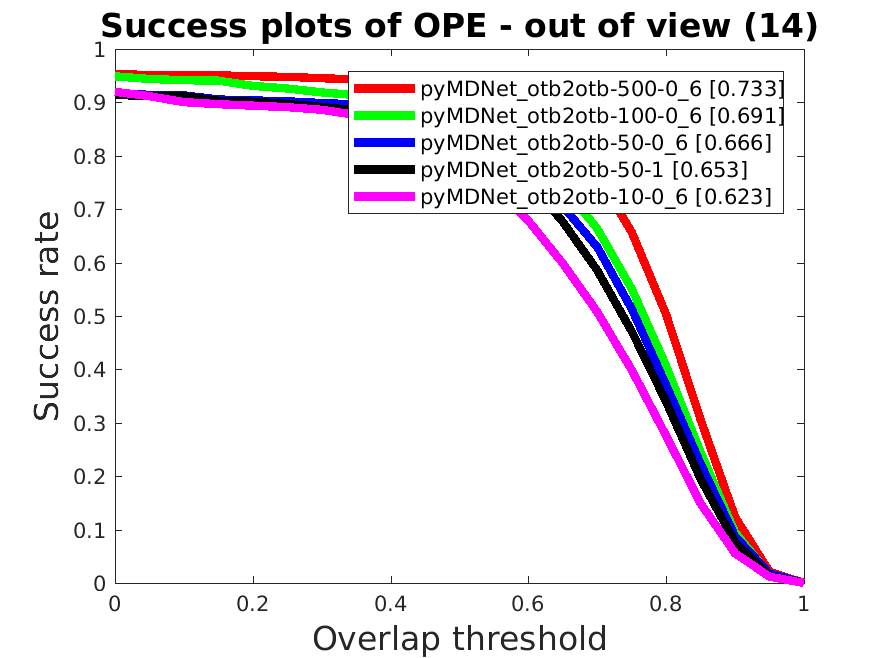 Success plots of OPE - out of view (14)
1
0.9
0.8
0.7
0.6
0.5
0.4
0.3
0.2
0.1
0
Success rate
pyMDNet_otb2otb-500-0_6 [0.733]
pyMDNet_otb2otb-100-0_6 [0.691]
pyMDNet_otb2otb-50-0_6 [0.666]
pyMDNet_otb2otb-50-1 [0.653]
pyMDNet_otb2otb-10-0_6 [0.623]
0 0.2 0.4 0.6 0.8 1
Overlap threshold